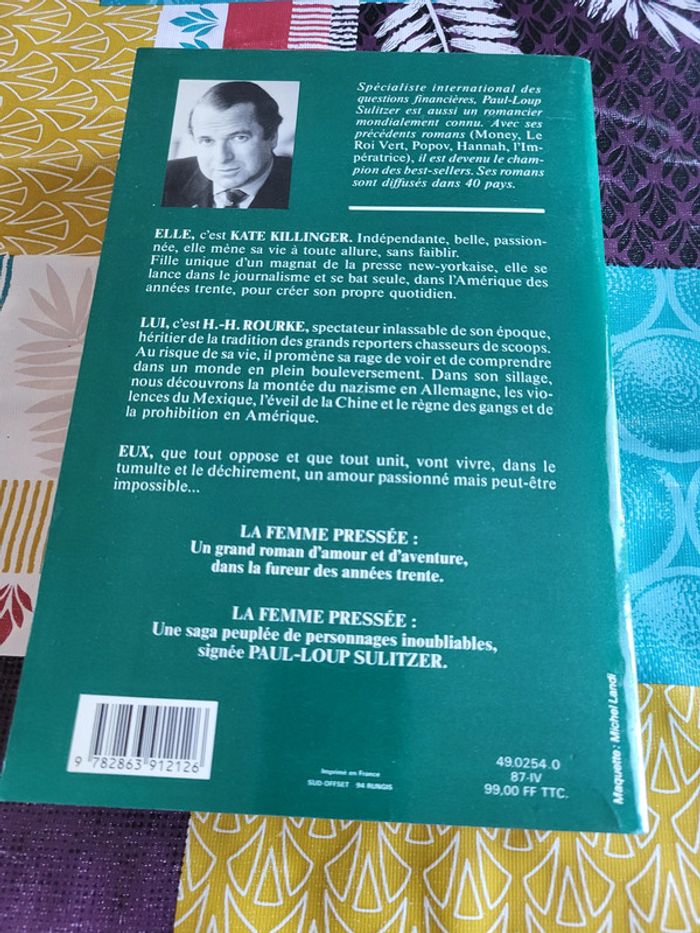 Spécialiste international des
questions financières, Paul-Loup
Sulitzer est aussi un romancier
mondialement connu. Avec ses
précédents romans (Money, Le
Roi Vert, Popov, Hannah, l'Im-
pératrice), il est devenu le cham-
pion des best-sellers. Ses romans
sont diffusés dans 40 pays.
ELLE, c'est KATE KILLINGER. Indépendante, belle, passion-
née, elle mène sa vie à toute allure, sans faiblir.
Fille unique d'un magnat de la presse new-yorkaise, elle se
lance dans le journalisme et se bat seule, dans l'Amérique des
années trente, pour créer son propre quotidien.
LUI, c'est H.-H. ROURKE, spectateur inlassable de son époque,
héritier de la tradition des grands reporters chasseurs de scoops.
Au risque de sa vie, il promène sa rage de voir et de comprendre
dans un monde en plein bouleversement. Dans son sillage,
nous découvrons la montée du nazisme en Allemagne, les vio-
lences du Mexique, l'éveil de la Chine et le règne des gangs et de
la prohibition en Amérique.
EUX, que tout oppose et que tout unit, vont vivre, dans le
tumulte et le déchirement, un amour passionné mais peut-être
impossible...
LA FEMME PRESSÉE :
Un grand roman d'amour et d'aventure,
dans la fureur des années trente.
LA FEMME PRESSÉE :
Une saga peuplée de personnages inoubliables,
signée PAUL-LOUP SULITZER.
9 782863 912126
Imprimé en France
SUD-OFFSET 94 RUNGIS
49.0254.0
87-IV
99,00 FF TTC.
Maquette : Michel Landi